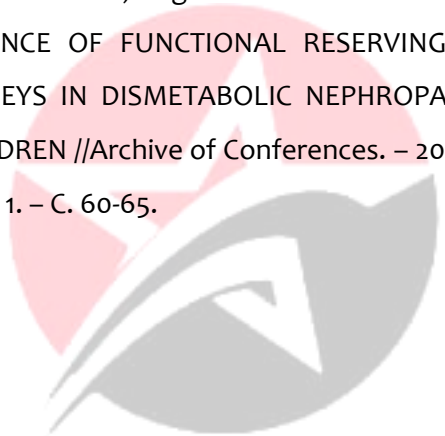 NCE OF FUNCTIONAL RESERVING
EYS IN DISMETABOLIC NEPHROPA
DREN //Archive of Conferences. – 20
1. – C. 60-65.